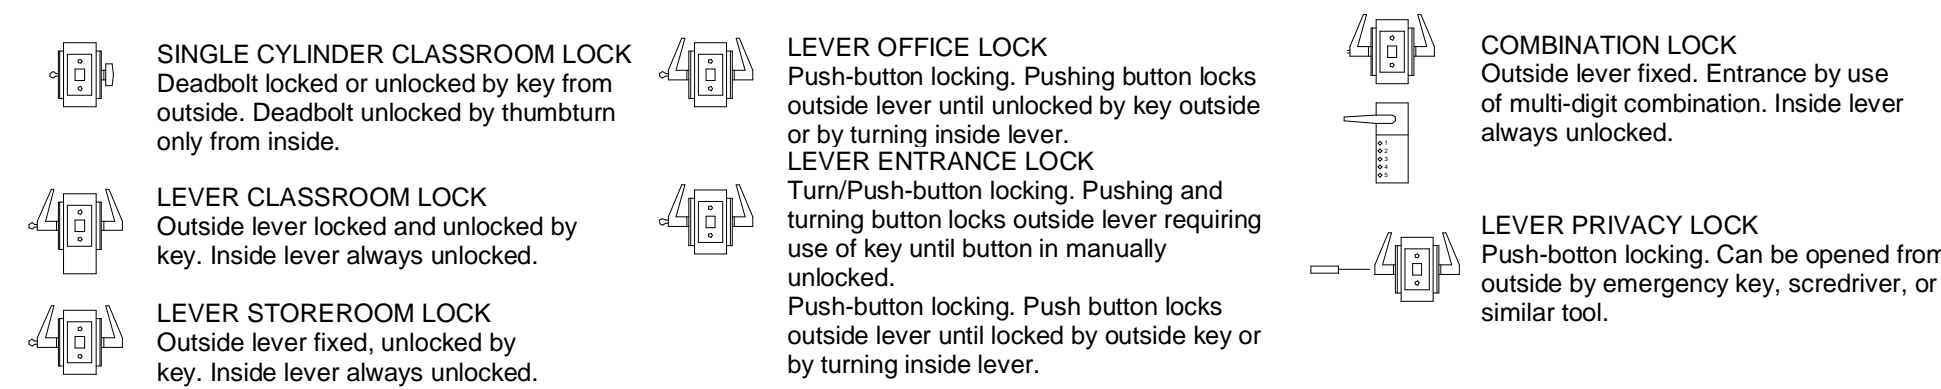 SINGLE CYLINDER CLASSROOM LOCK
Deadbolt locked or unlocked by key from
outside. Deadbolt unlocked by thumbturn
only from inside.
LEVER CLASSROOM LOCK
Outside lever locked and unlocked by
key. Inside lever always unlocked.
LEVER STOREROOM LOCK
Outside lever fixed, unlocked by
key. Inside lever always unlocked.
LEVER OFFICE LOCK
Push-button locking. Pushing button locks
outside lever until unlocked by key outside
or by turning inside lever.
LEVER ENTRANCE LOCK
Turn/Push-button locking. Pushing and
turning button locks outside lever requiring
use of key until button in manually
unlocked.
Push-button locking. Push button locks
outside lever until locked by outside key or
by turning inside lever.
COMBINATION LOCK
Outside lever fixed. Entrance by use
of multi-digit combination. Inside lever
always unlocked.
1
2
3
4
5
LEVER PRIVACY LOCK
Push-botton locking. Can be opened from
outside by emergency key, scredriver, or
similar tool.